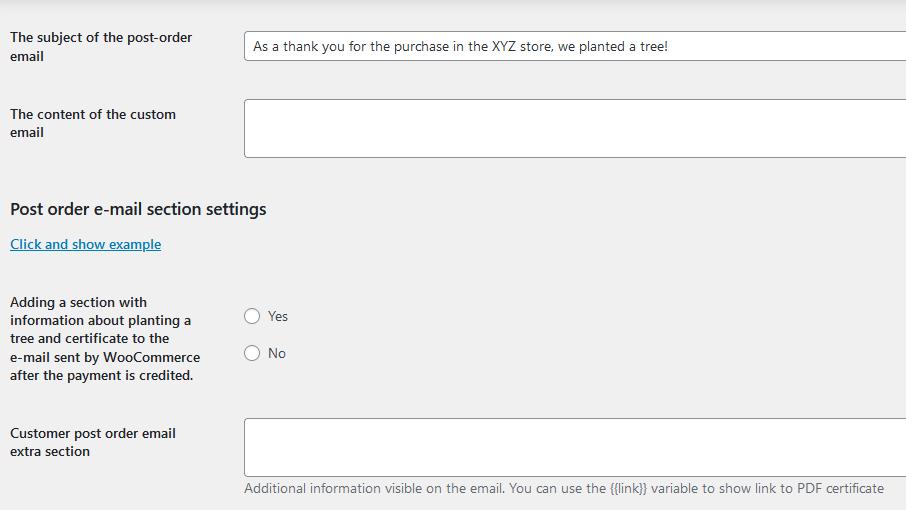 The subject of the post-order
email
As a thank you for the purchase in the XYZ store, we planted a tree!
The content of the custom
email
Post order e-mail section settings
Click and show example
Adding a section with
information about planting a
tree and certificate to the
e-mail sent by WooCommerce
after the payment is credited.
Yes
No
Customer post order email
extra section
Additional information visible on the email. You can use the {{link}} variable to show link to PDF certificate